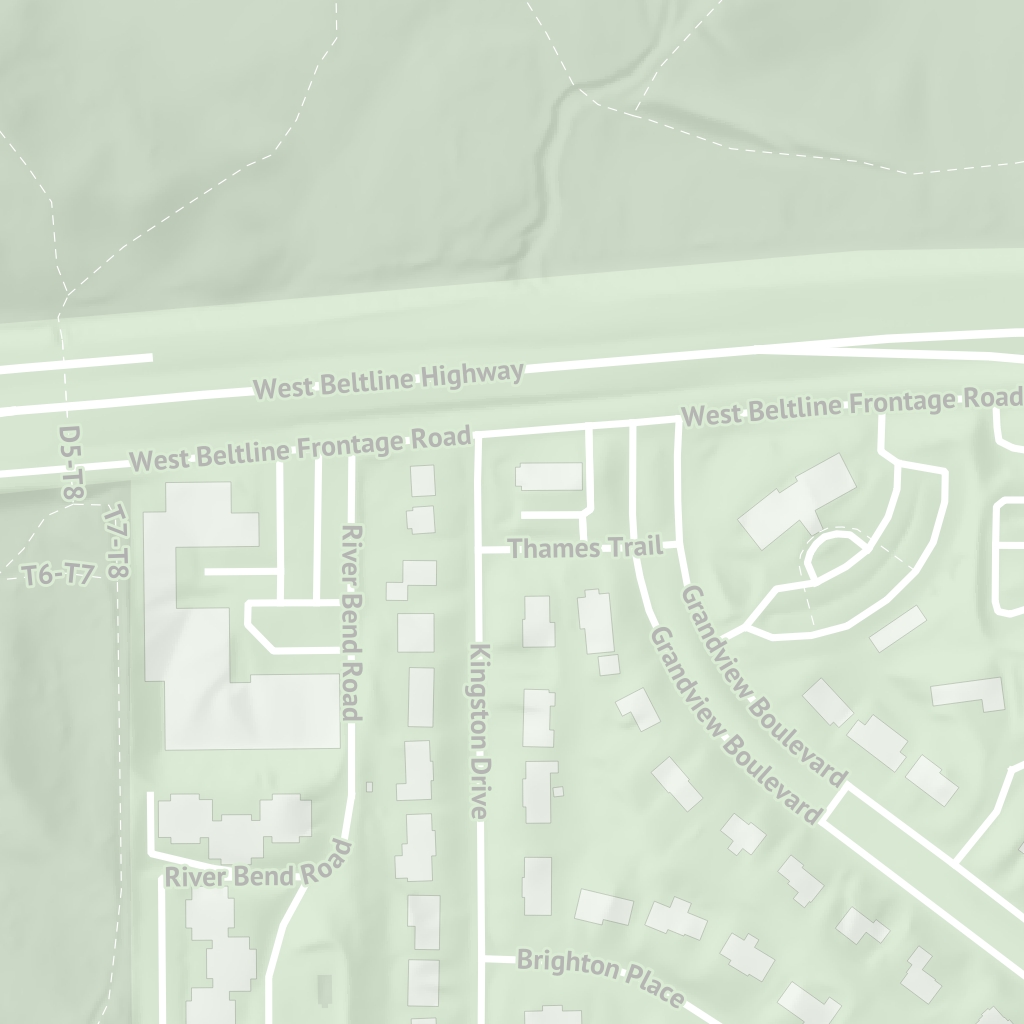 West Beltline Highway
West Beltline Frontage Road
West Beltline Frontage Road
D5-T8
T7-T8
T6-T7
River Bend Road
Thames Trail
Grandview Boulevard
Grandview Boulevard
Kingston Drive
River Bend Road
Brighton Place